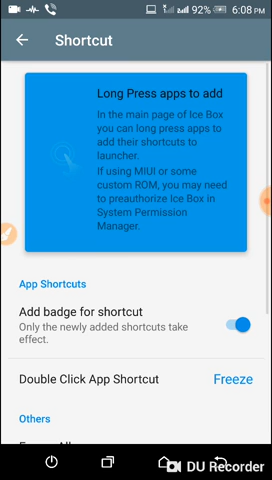 92% 6:08 PM
Shortcut
Long Press apps to add
In the main page of Ice Box
you can long press apps to
add their shortcuts to
launcher.
If using MIUI or some
custom ROM, you may need
to preauthorize Ice Box in
System Permission
Manager.
App Shortcuts
Add badge for shortcut
Only the newly added shortcuts take
effect.
Double Click App Shortcut Freeze
Others
DU Recorder